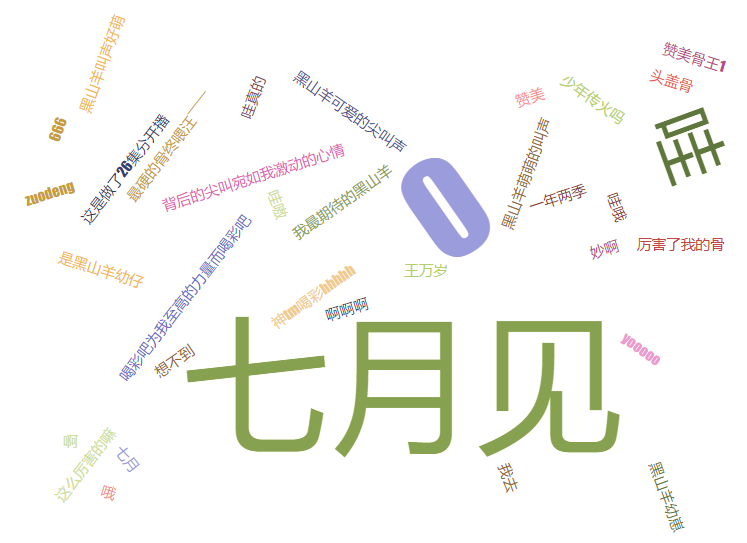 黑山羊叫声好萌
666
哇真的
黑山羊可爱的尖叫声
赞美骨王1
头盖骨
赞美
少年传火吗
哇
这是做了26集分开播
最硬的骨终喂汪——
zuodeng
背后的尖叫宛如我激动的心情
哇嗷
我最期待的黑山羊
0
黑山羊萌萌的叫声
一年两季
哇哦
妙啊
厉害了我的骨
是黑山羊幼仔
喝彩吧为我至高的力量而喝彩吧
王万岁
神tm喝彩hhhhh
啊啊啊
想不到
七月见
yooooo
啊
这么厉害的嘛
七月
哦
我去
黑山羊幼崽